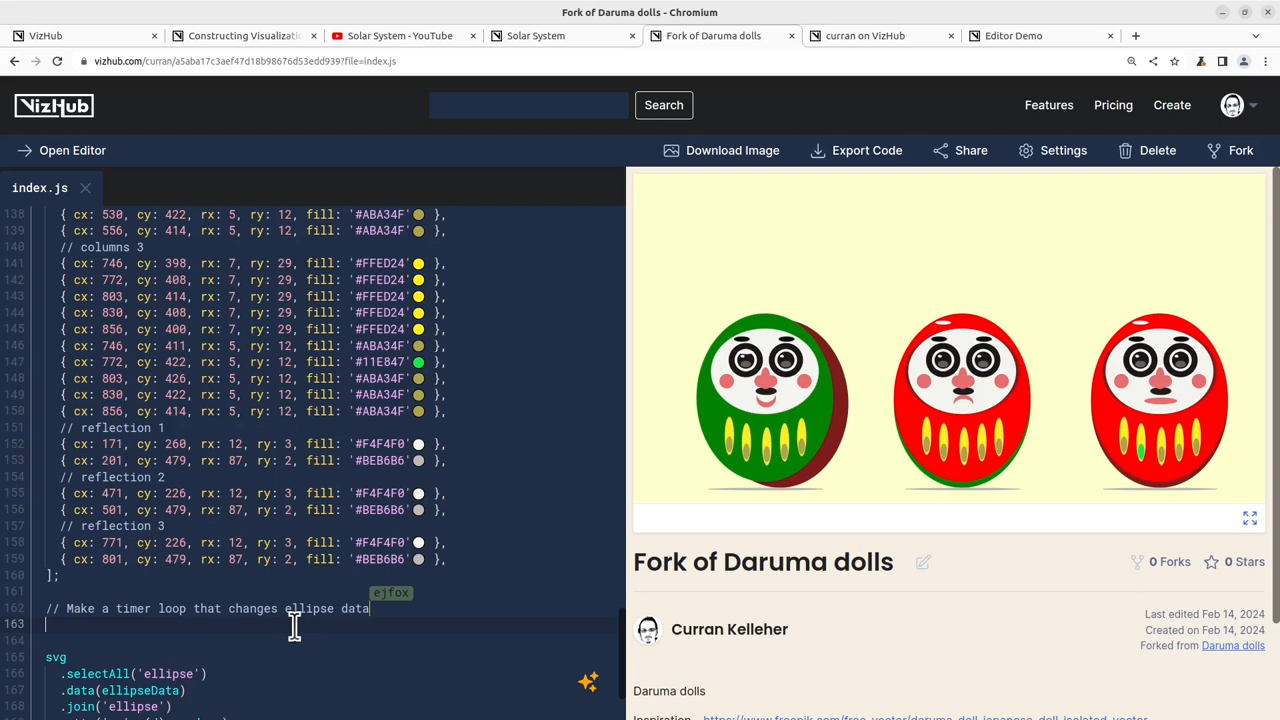 Fork of Daruma dolls - Chromium
VizHub
Constructing Visualizati
Solar System - YouTube
Solar System
Fork of Daruma dolls
curran on VizHub
Editor Demo
vizhub.com/curran/a5aba17c3aef47d18b98676d53edd939?file=index.js
VizHub
Search
Features
Pricing
Create
Open Editor
Download Image
Export Code
Share
Settings
Delete
Fork
index.js
138 { cx: 530, cy: 422, rx: 5, ry: 12, fill: '#ABA34F' },
139 { cx: 556, cy: 414, rx: 5, ry: 12, fill: '#ABA34F' },
140 // columns 3
141 { cx: 746, cy: 398, rx: 7, ry: 29, fill: '#FFED24' },
142 { cx: 772, cy: 408, rx: 7, ry: 29, fill: '#FFED24' },
143 { cx: 803, cy: 414, rx: 7, ry: 29, fill: '#FFED24' },
144 { cx: 830, cy: 408, rx: 7, ry: 29, fill: '#FFED24' },
145 { cx: 856, cy: 400, rx: 7, ry: 29, fill: '#FFED24' },
146 { cx: 746, cy: 411, rx: 5, ry: 12, fill: '#ABA34F' },
147 { cx: 772, cy: 422, rx: 5, ry: 12, fill: '#11E847' },
148 { cx: 803, cy: 426, rx: 5, ry: 12, fill: '#ABA34F' },
149 { cx: 830, cy: 422, rx: 5, ry: 12, fill: '#ABA34F' },
150 { cx: 856, cy: 414, rx: 5, ry: 12, fill: '#ABA34F' },
151 // reflection 1
152 { cx: 171, cy: 260, rx: 12, ry: 3, fill: '#F4F4F0' },
153 { cx: 201, cy: 479, rx: 87, ry: 2, fill: '#BEB6B6' },
154 // reflection 2
155 { cx: 471, cy: 226, rx: 12, ry: 3, fill: '#F4F4F0' },
156 { cx: 501, cy: 509, rx: 87, ry: 2, fill: '#BEB6B6' },
157 // reflection 3
158 { cx: 771, cy: 226, rx: 12, ry: 3, fill: '#F4F4F0' },
159 { cx: 801, cy: 479, rx: 87, ry: 2, fill: '#BEB6B6' },
160 ];
161
ejfox
162 // Make a timer loop that changes ellipse data
163
164
165 svg
166 .selectAll('ellipse')
167 .data(ellipseData)
168 .join('ellipse')
Fork of Daruma dolls
0 Forks
0 Stars
Curran Kelleher
Last edited Feb 14, 2024
Created on Feb 14, 2024
Forked from Daruma dolls
Daruma dolls